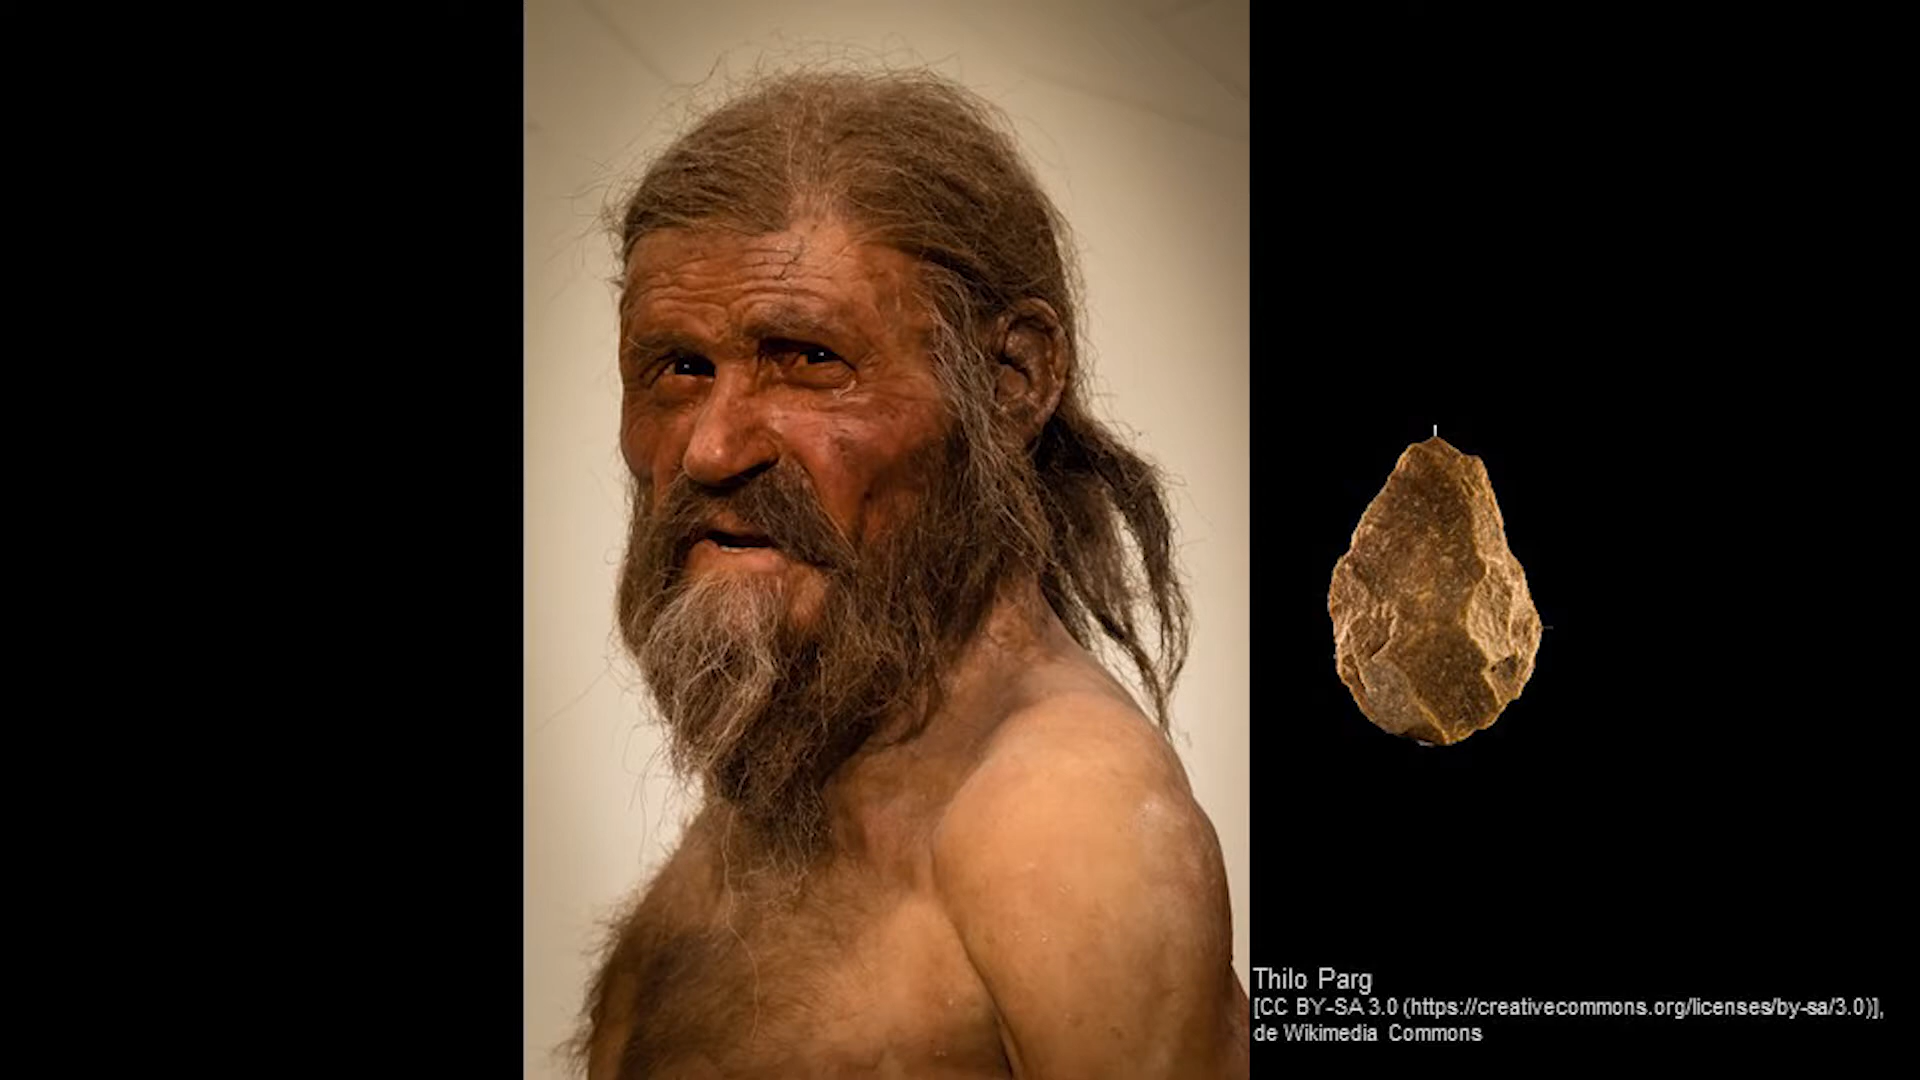 Thilo Parg
[CC BY-SA 3.0 (https://creativecommons.org/licenses/by-sa/3.0)],
de Wikimedia Commons